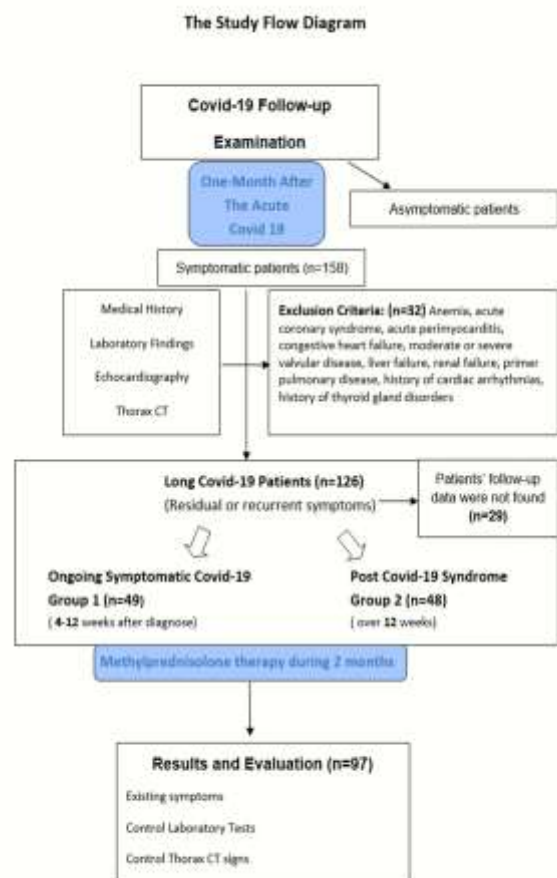 The Study Flow Diagram
Covid-19 Follow-up
Examination
One-Month After
The Acute
Covid 19
Asymptomatic patients
Symptomatic patients (n=158)
Medical History
Laboratory Findings
Echocardiography
Thorax CT
Exclusion Criteria: (n=32) Anemia, acute
coronary syndrome, acute perimyocarditis,
congestive heart failure, moderate or severe
valvular disease, liver failure, renal failure, primer
pulmonary disease, history of cardiac arrhythmias,
history of thyroid gland disorders
Long Covid-19 Patients (n=126)
(Residual or recurrent symptoms)
Patients' follow-up
data were not found
(n=29)
Ongoing Symptomatic Covid-19
Group 1 (n=49)
( 4-12 weeks after diagnose)
Post Covid-19 Syndrome
Group 2 (n=48)
( over 12 weeks)
Methylprednisolone therapy during 2 months
Results and Evaluation (n=97)
Existing symptoms
Control Laboratory Tests
Control Thorax CT signs